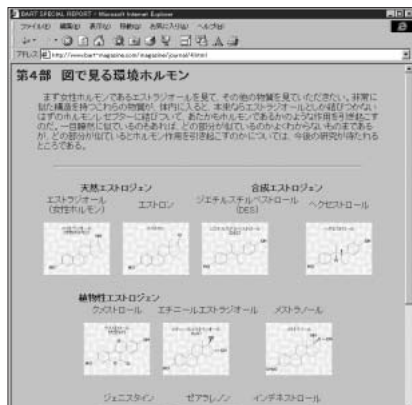 DART SPECIAL REPORT - Microsoft Internet Explorer
ファイル(F) 編集(E) 表示(V) 移動(G) お気に入り(A) ヘルプ(H)
第4部 図で見る環境ホルモン
まず女性ホルモンであるエストラジオールを見て、その他の物質を見ていただきたい。非常に
似た構造を持つこれらの物質が、体内に入ると、本来ならエストラジオールとしか結びつかない
はずのホルモンレセプターに結びついて、あたかもホルモンであるかのような作用を引き起こす
のだ。一目瞭然に似ているのもあれば、どの部分が似ているのかよくわからないものまである
が、どの部分が似ているとホルモン作用を引き起こすのかについては、今後の研究が待たれる
ところである。
天然エストロジェン 合成エストロジェン
エストラジオール エストロン ジエチルスチルベストロール ヘクセストロール
(女性ホルモン) (DES)
植物性エストロジェン
クメストロール エチニールエストラジオール メストラノール
ジェニスタイン ゼアラレノン インデネストロール